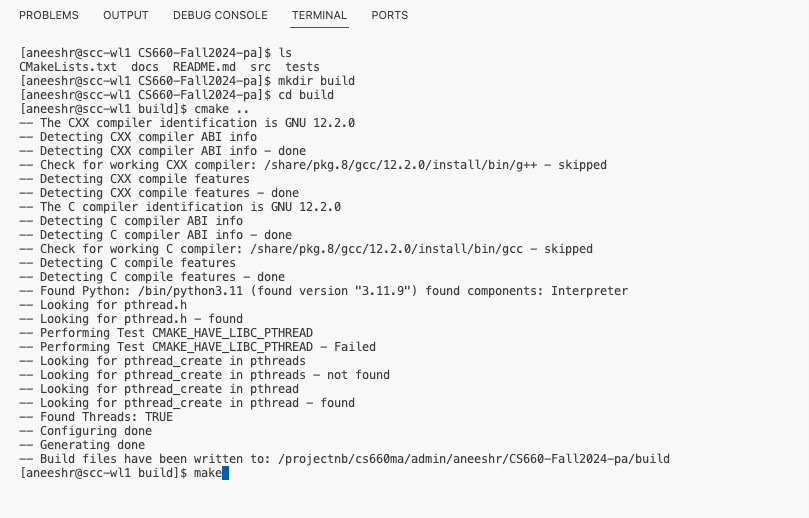 PROBLEMS OUTPUT DEBUG CONSOLE TERMINAL PORTS
[aneeshr@scc-wl1 CS660-Fall2024-pa]$ ls
CMakeLists.txt  docs  README.md  src  tests
[aneeshr@scc-wl1 CS660-Fall2024-pa]$ mkdir build
[aneeshr@scc-wl1 CS660-Fall2024-pa]$ cd build
[aneeshr@scc-wl1 build]$ cmake ..
-- The CXX compiler identification is GNU 12.2.0
-- Detecting CXX compiler ABI info
-- Detecting CXX compiler ABI info - done
-- Check for working CXX compiler: /share/pkg.8/gcc/12.2.0/install/bin/g++ - skipped
-- Detecting CXX compile features
-- Detecting CXX compile features - done
-- The C compiler identification is GNU 12.2.0
-- Detecting C compiler ABI info
-- Detecting C compiler ABI info - done
-- Check for working C compiler: /share/pkg.8/gcc/12.2.0/install/bin/gcc - skipped
-- Detecting C compile features
-- Detecting C compile features - done
-- Found Python: /bin/python3.11 (found version "3.11.9") found components: Interpreter
-- Looking for pthread.h
-- Looking for pthread.h - found
-- Performing Test CMAKE_HAVE_LIBC_PTHREAD
-- Performing Test CMAKE_HAVE_LIBC_PTHREAD - Failed
-- Looking for pthread_create in pthreads
-- Looking for pthread_create in pthreads - not found
-- Looking for pthread_create in pthread
-- Looking for pthread_create in pthread - found
-- Found Threads: TRUE
-- Configuring done
-- Generating done
-- Build files have been written to: /projectnb/cs660ma/admin/aneeshr/CS660-Fall2024-pa/build
[aneeshr@scc-wl1 build]$ make